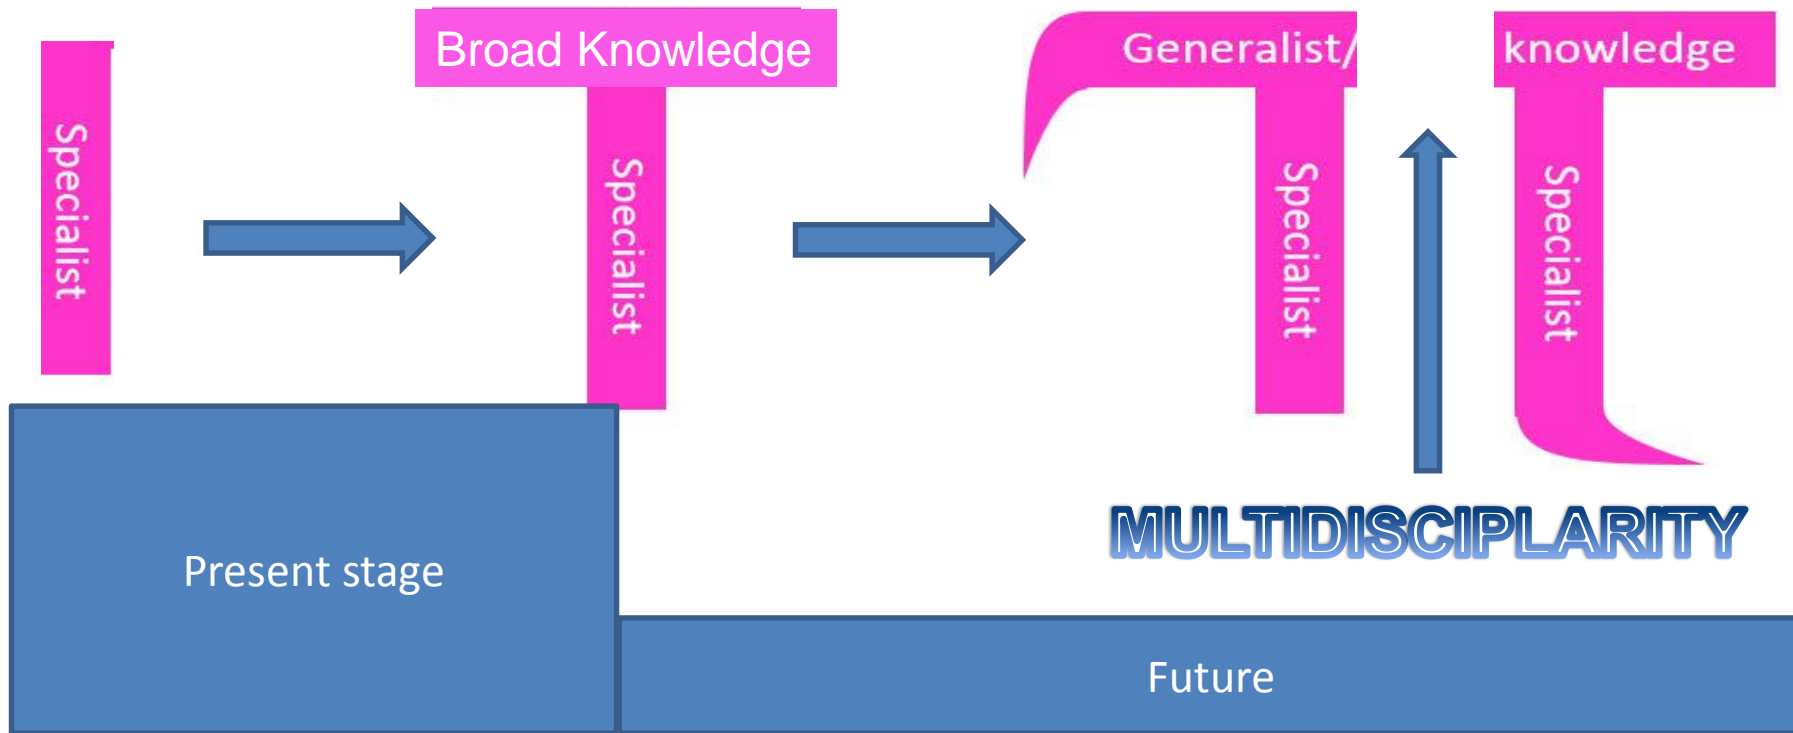 Specialist
Broad Knowledge
Specialist
Generalist/ knowledge
Specialist
Specialist
MULTIDISCIPLARITY
Present stage
Future